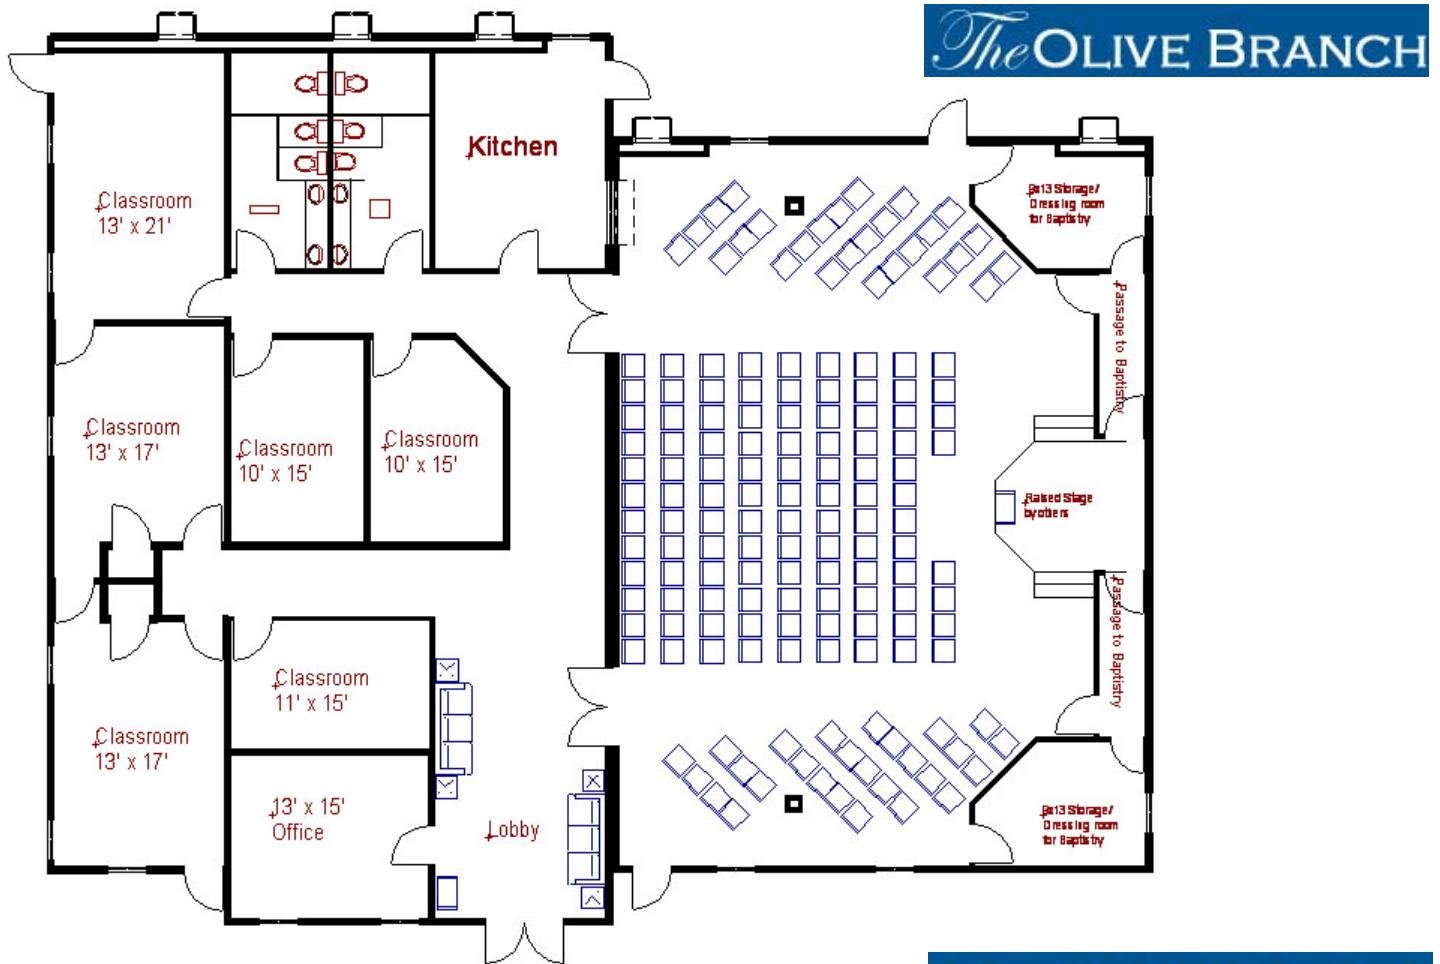 The OLIVE BRANCH
Kitchen
Classroom
13' x 21'
8x13 Storage/
Dressing room
for Baptistry
Passage to Baptistry
Classroom
13' x 17'
Classroom
10' x 15'
Classroom
10' x 15'
Raised Stage
by others
Passage to Baptistry
Classroom
11' x 15'
Classroom
13' x 17'
13' x 15'
Office
Lobby
8x13 Storage/
Dressing room
for Baptistry